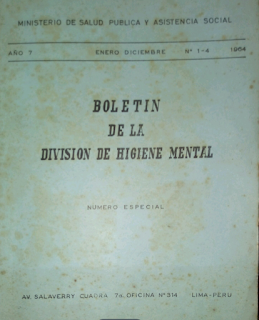 MINISTERIO DE SALUD PUBLICA Y ASISTENCIA SOCIAL
AÑO 7 ENERO DICIEMBRE Nº 1-4 1964
BOLETIN
DE LA
DIVISION DE HIGIENE MENTAL
NUMERO ESPECIAL
AV. SALAVERRY CUADRA 7a, OFICINA Nº 314 LIMA-PERU